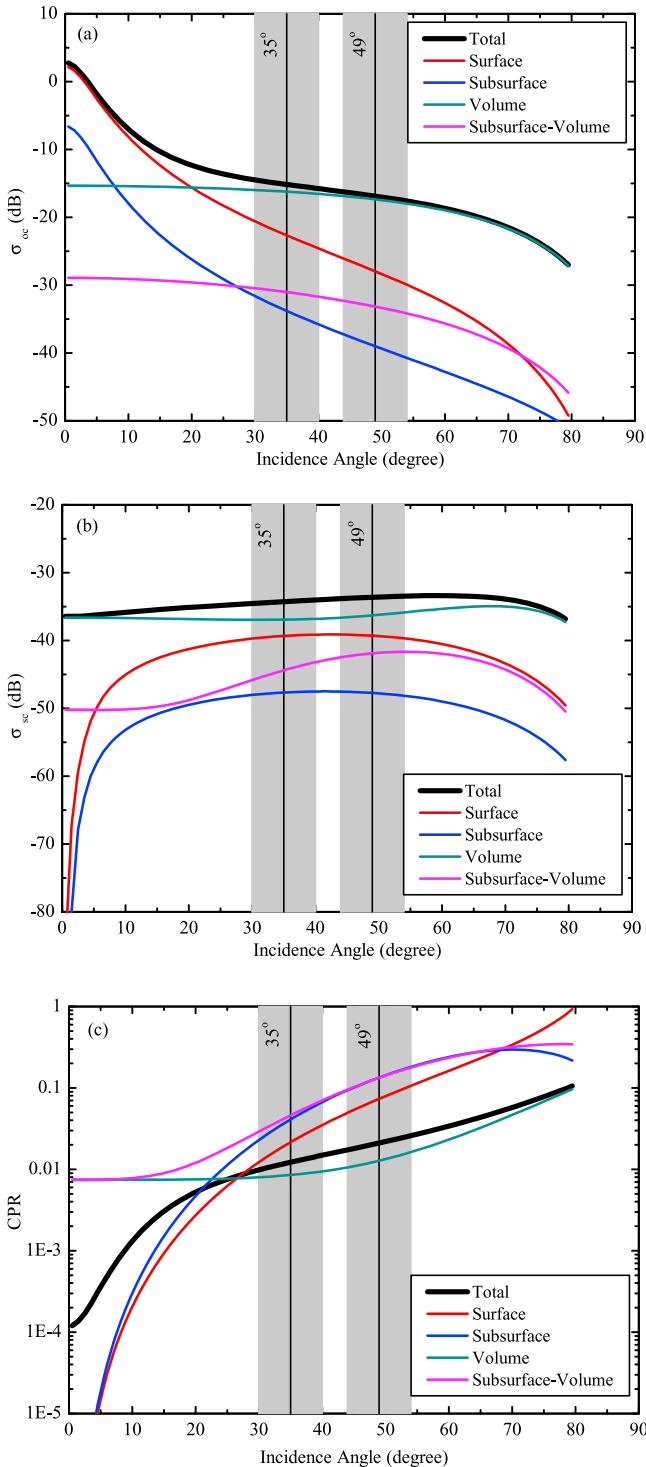 (a)
35°
49°
Total
Surface
Subsurface
Volume
Subsurface-Volume
10
0
-10
-20
-30
-40
-50
σ oc (dB)
0 10 20 30 40 50 60 70 80 90
Incidence Angle (degree)
(b)
35°
49°
-20
-30
-40
-50
-60
-70
-80
σ sc (dB)
Total
Surface
Subsurface
Volume
Subsurface-Volume
0 10 20 30 40 50 60 70 80 90
Incidence Angle (degree)
(c)
35°
49°
1
0.1
0.01
1E-3
1E-4
1E-5
CPR
Total
Surface
Subsurface
Volume
Subsurface-Volume
0 10 20 30 40 50 60 70 80 90
Incidence Angle (degree)